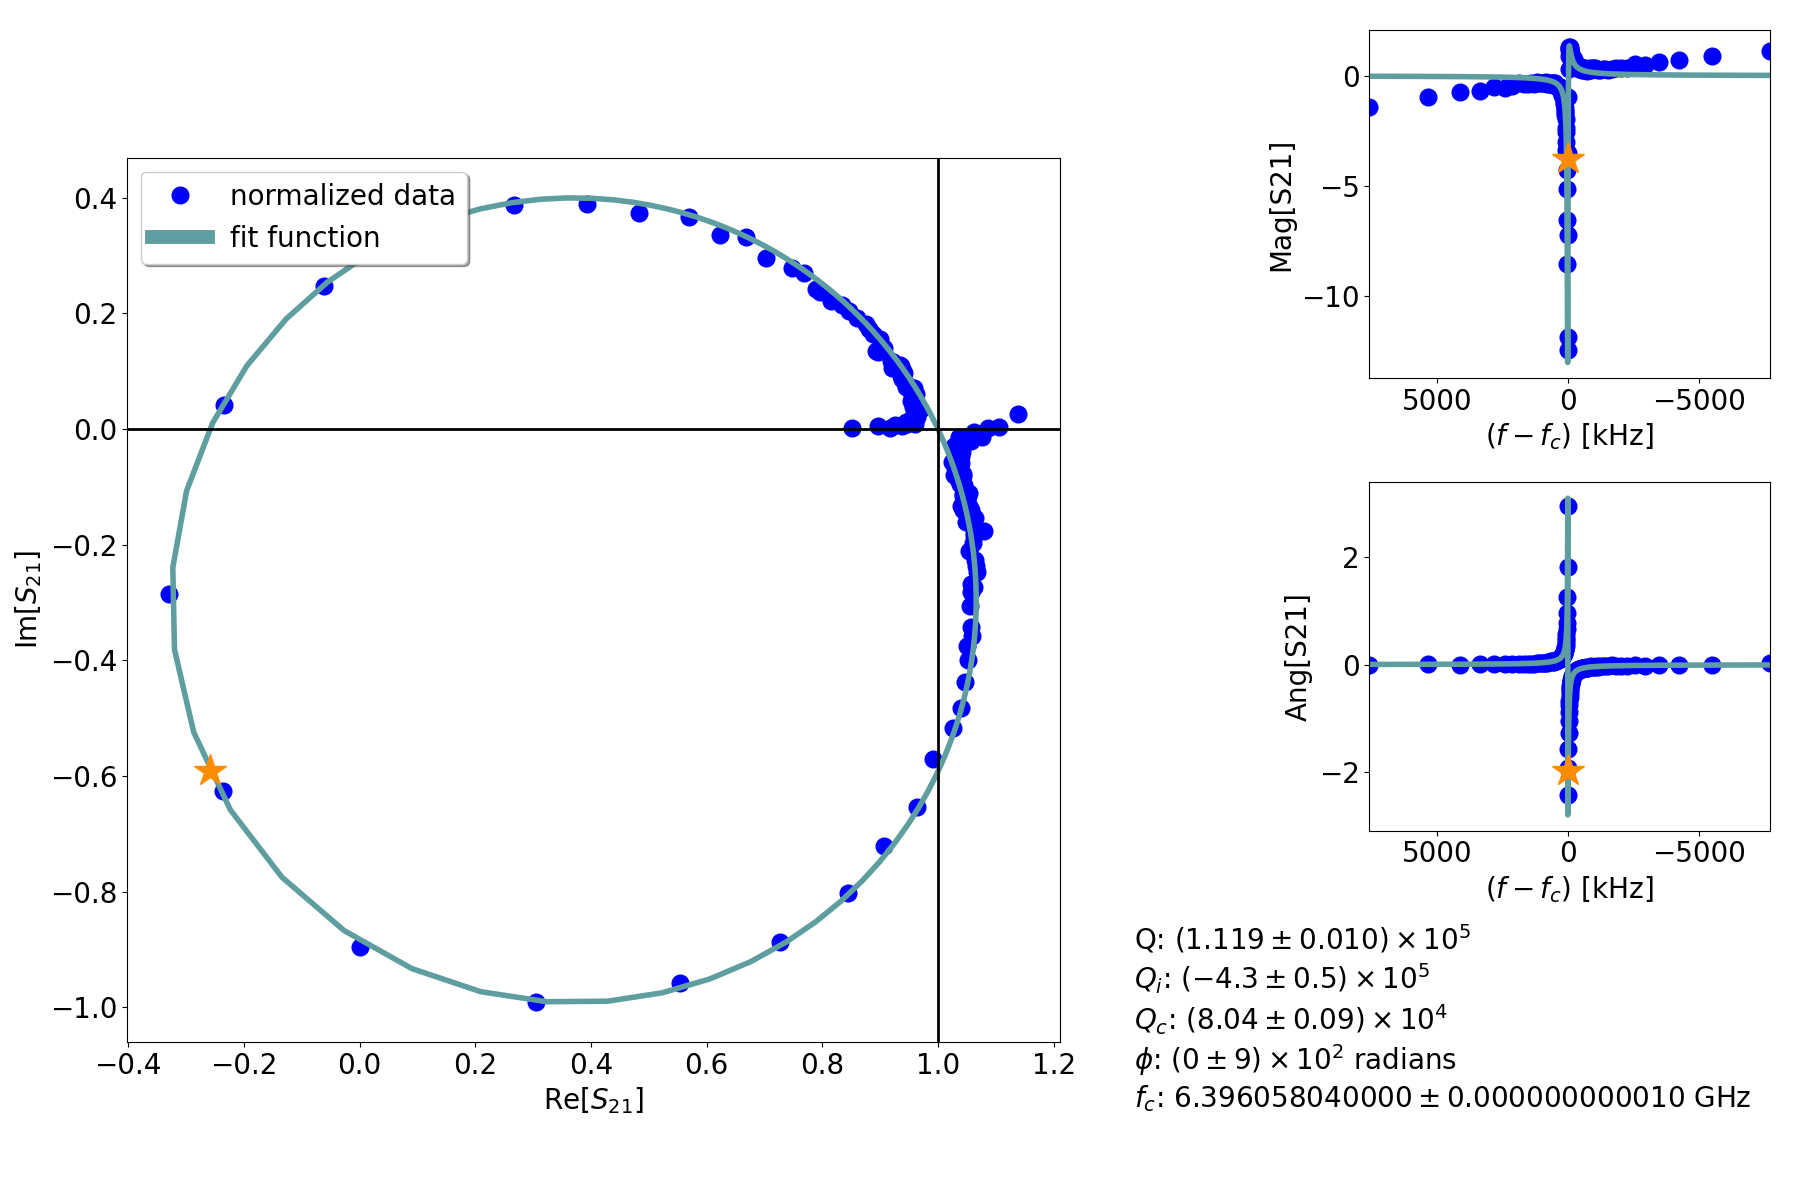 normalized data
fit function
0.4
0.2
0.0
−0.2
−0.4
−0.6
−0.8
−1.0
Im[S21]
−0.4 −0.2 0.0 0.2 0.4 0.6 0.8 1.0 1.2
Re[S21]
0
−5
−10
Mag[S21]
5000 0 −5000
(f − fc) [kHz]
2
0
−2
Ang[S21]
5000 0 −5000
(f − fc) [kHz]
Q: (1.119 ± 0.010) × 10^5
Qi: (−4.3 ± 0.5) × 10^5
Qc: (8.04 ± 0.09) × 10^4
ϕ: (0 ± 9) × 10^2 radians
fc: 6.396058040000 ± 0.000000000010 GHz